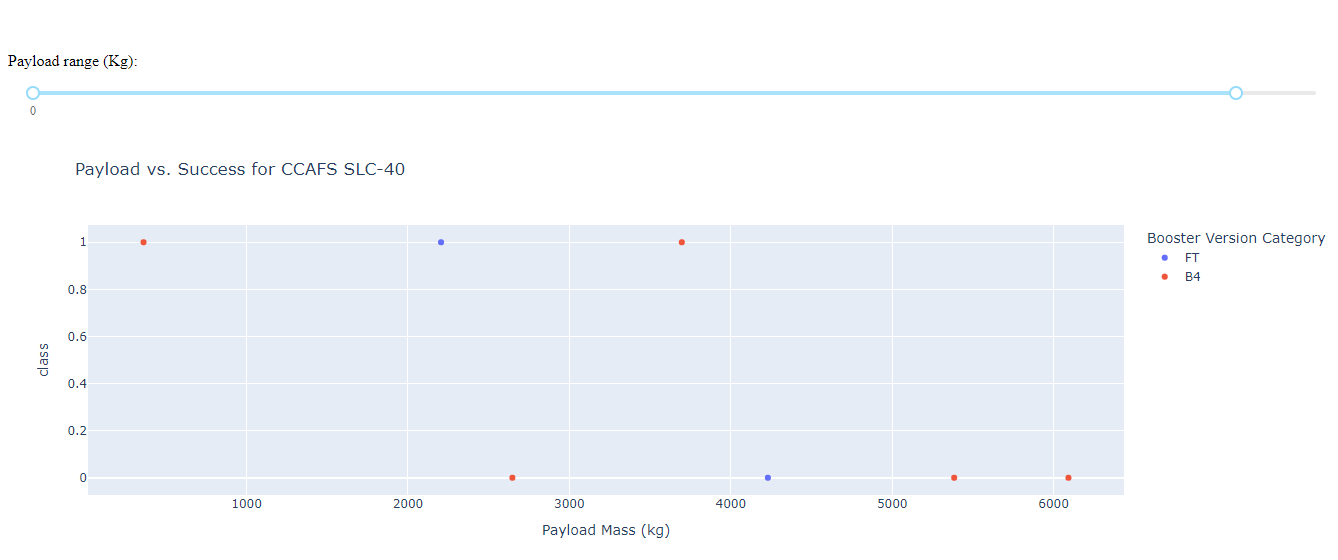 Payload range (Kg):
0
Payload vs. Success for CCAFS SLC-40
Booster Version Category
FT
B4
class
1
0.8
0.6
0.4
0.2
0
1000 2000 3000 4000 5000 6000
Payload Mass (kg)